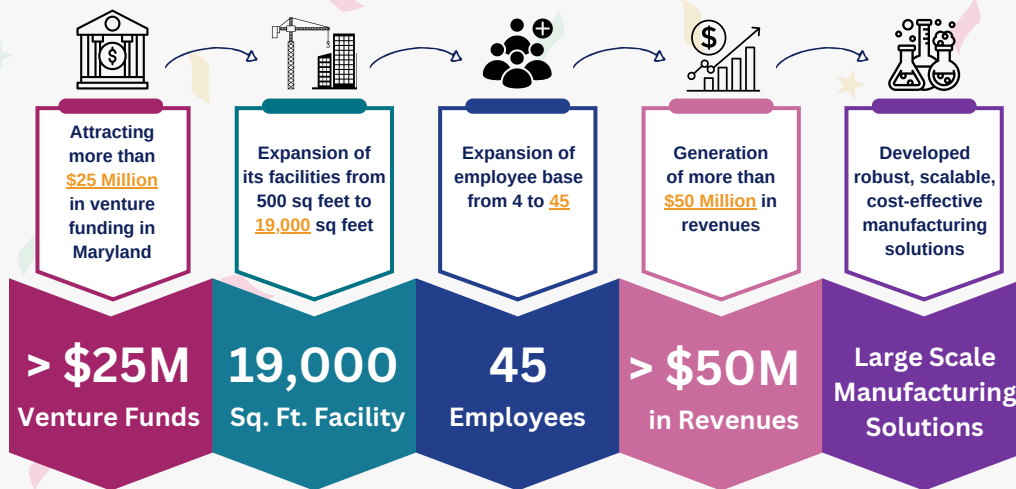 Attracting
more than
$25 Million
in venture
funding in
Maryland
Expansion of
its facilities from
500 sq feet to
19,000 sq feet
Expansion of
employee base
from 4 to 45
Generation
of more than
$50 Million in
revenues
Developed
robust, scalable,
cost-effective
manufacturing
solutions
> $25M
Venture Funds
19,000
Sq. Ft. Facility
45
Employees
> $50M
in Revenues
Large Scale
Manufacturing
Solutions